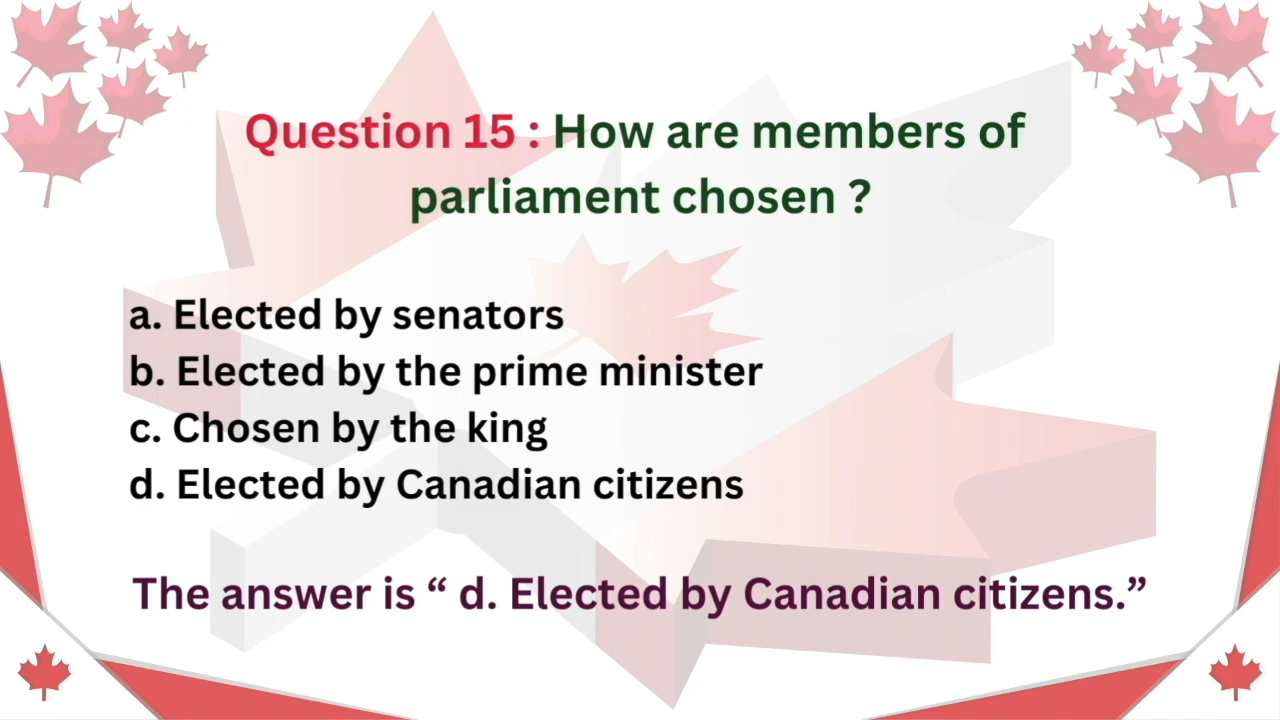 Question 15 : How are members of
parliament chosen ?
a. Elected by senators
b. Elected by the prime minister
c. Chosen by the king
d. Elected by Canadian citizens
The answer is “ d. Elected by Canadian citizens.”